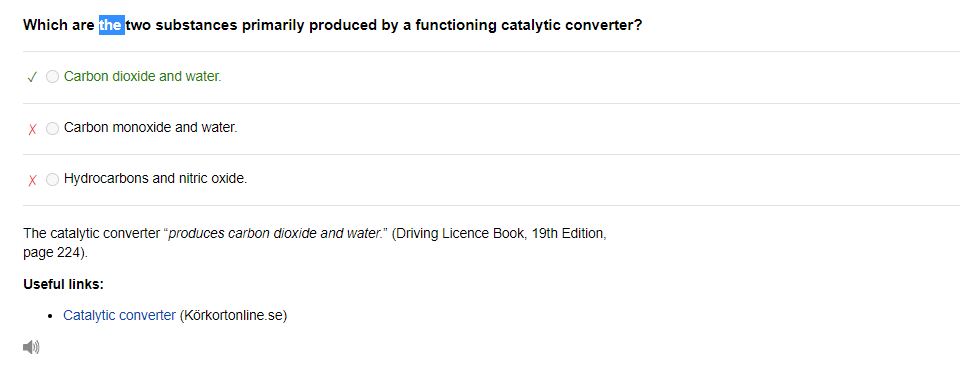 Which are the two substances primarily produced by a functioning catalytic converter?
✓ Carbon dioxide and water.
X Carbon monoxide and water.
X Hydrocarbons and nitric oxide.
The catalytic converter “produces carbon dioxide and water.” (Driving Licence Book, 19th Edition,
page 224).
Useful links:
• Catalytic converter (Körkortonline.se)